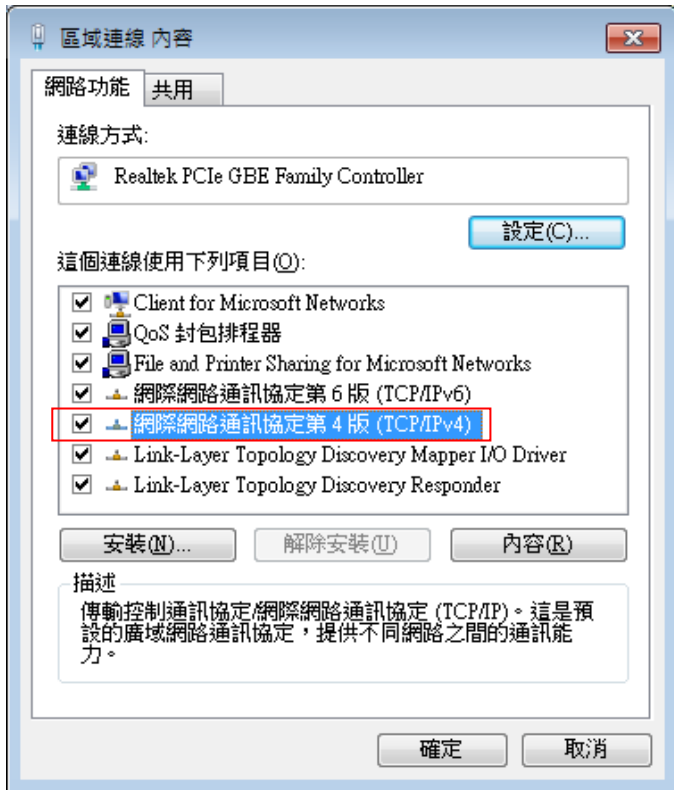 區域連線 內容
網路功能 共用
連線方式:
Realtek PCIe GBE Family Controller
設定(C)...
這個連線使用下列項目(O):
Client for Microsoft Networks
QoS 封包排程器
File and Printer Sharing for Microsoft Networks
網際網路通訊協定第 6 版 (TCP/IPv6)
網際網路通訊協定第 4 版 (TCP/IPv4)
Link-Layer Topology Discovery Mapper I/O Driver
Link-Layer Topology Discovery Responder
安裝(N)... 解除安裝(U) 內容(R)
描述
傳輸控制通訊協定/網際網路通訊協定 (TCP/IP)。這是預
設的廣域網路通訊協定，提供不同網路之間的通訊能
力。
確定 取消